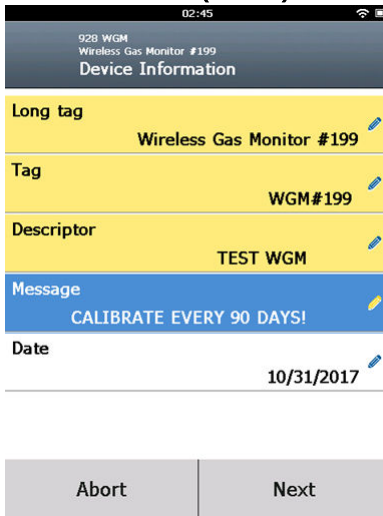 02:45
928 WGM
Wireless Gas Monitor #199
Device Information
Long tag
Wireless Gas Monitor #199
Tag
WGM#199
Descriptor
TEST WGM
Message
CALIBRATE EVERY 90 DAYS!
Date
10/31/2017
Abort
Next